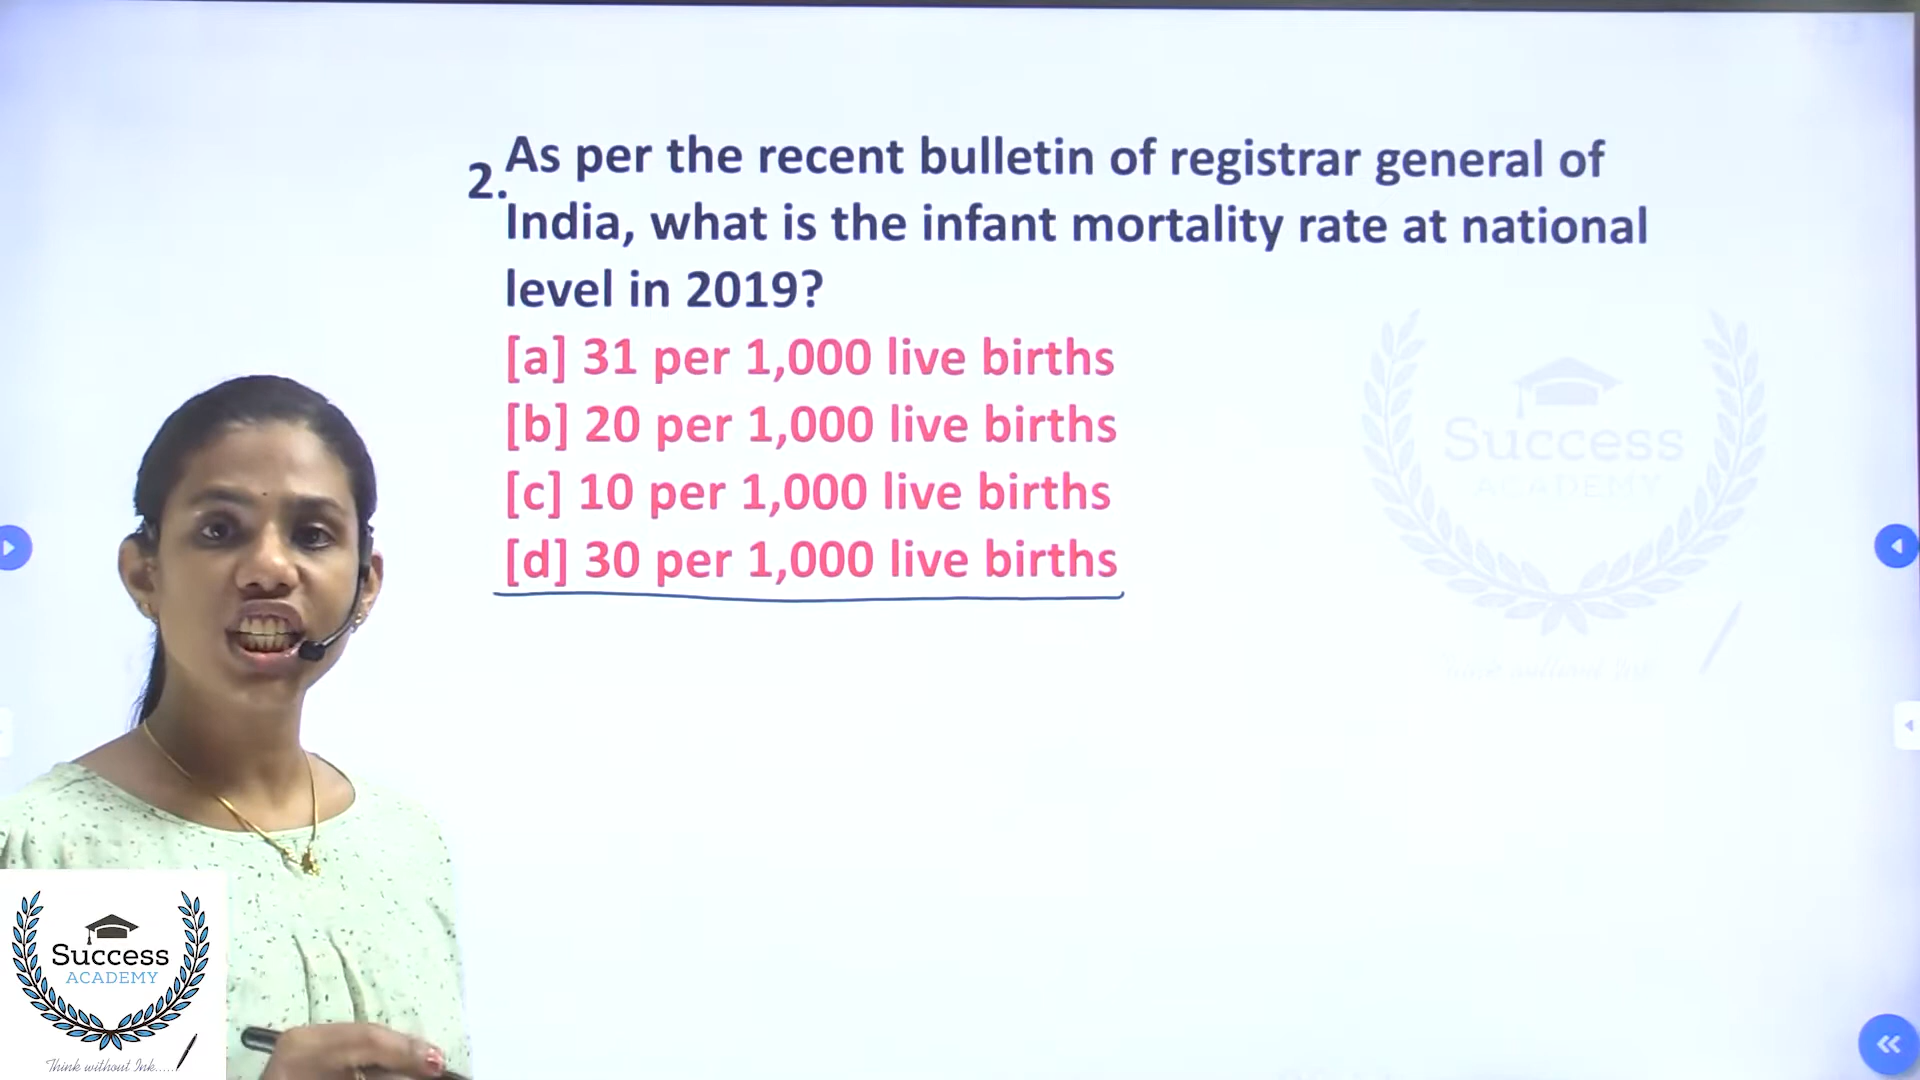 2. As per the recent bulletin of registrar general of
India, what is the infant mortality rate at national
level in 2019?
[a] 31 per 1,000 live births
[b] 20 per 1,000 live births
[c] 10 per 1,000 live births
[d] 30 per 1,000 live births
Success
ACADEMY
Success
ACADEMY
Think without Ink.....